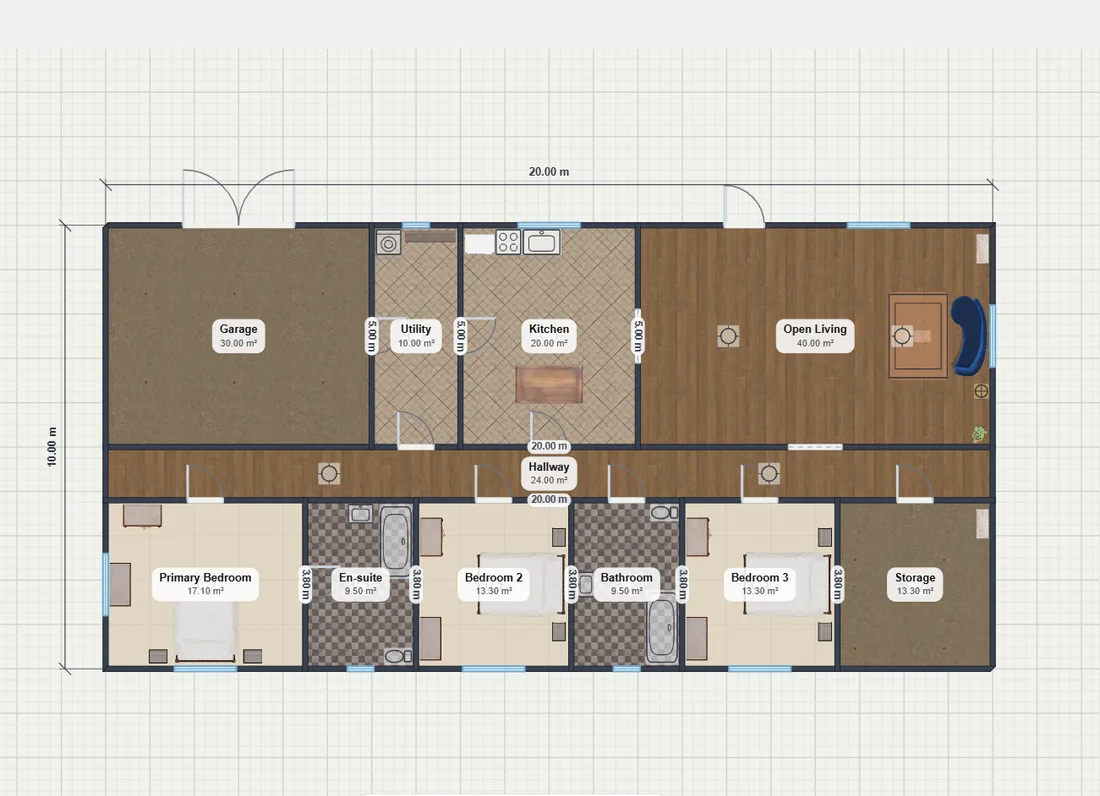 20.00 m
10.00 m
Garage
30.00 m²
5.00 m
Utility
10.00 m²
5.00 m
Kitchen
20.00 m²
5.00 m
Open Living
40.00 m²
20.00 m
Hallway
24.00 m²
20.00 m
Primary Bedroom
17.10 m²
3.80 m
En-suite
9.50 m²
3.80 m
Bedroom 2
13.30 m²
3.80 m
Bathroom
9.50 m²
3.80 m
Bedroom 3
13.30 m²
3.80 m
Storage
13.30 m²